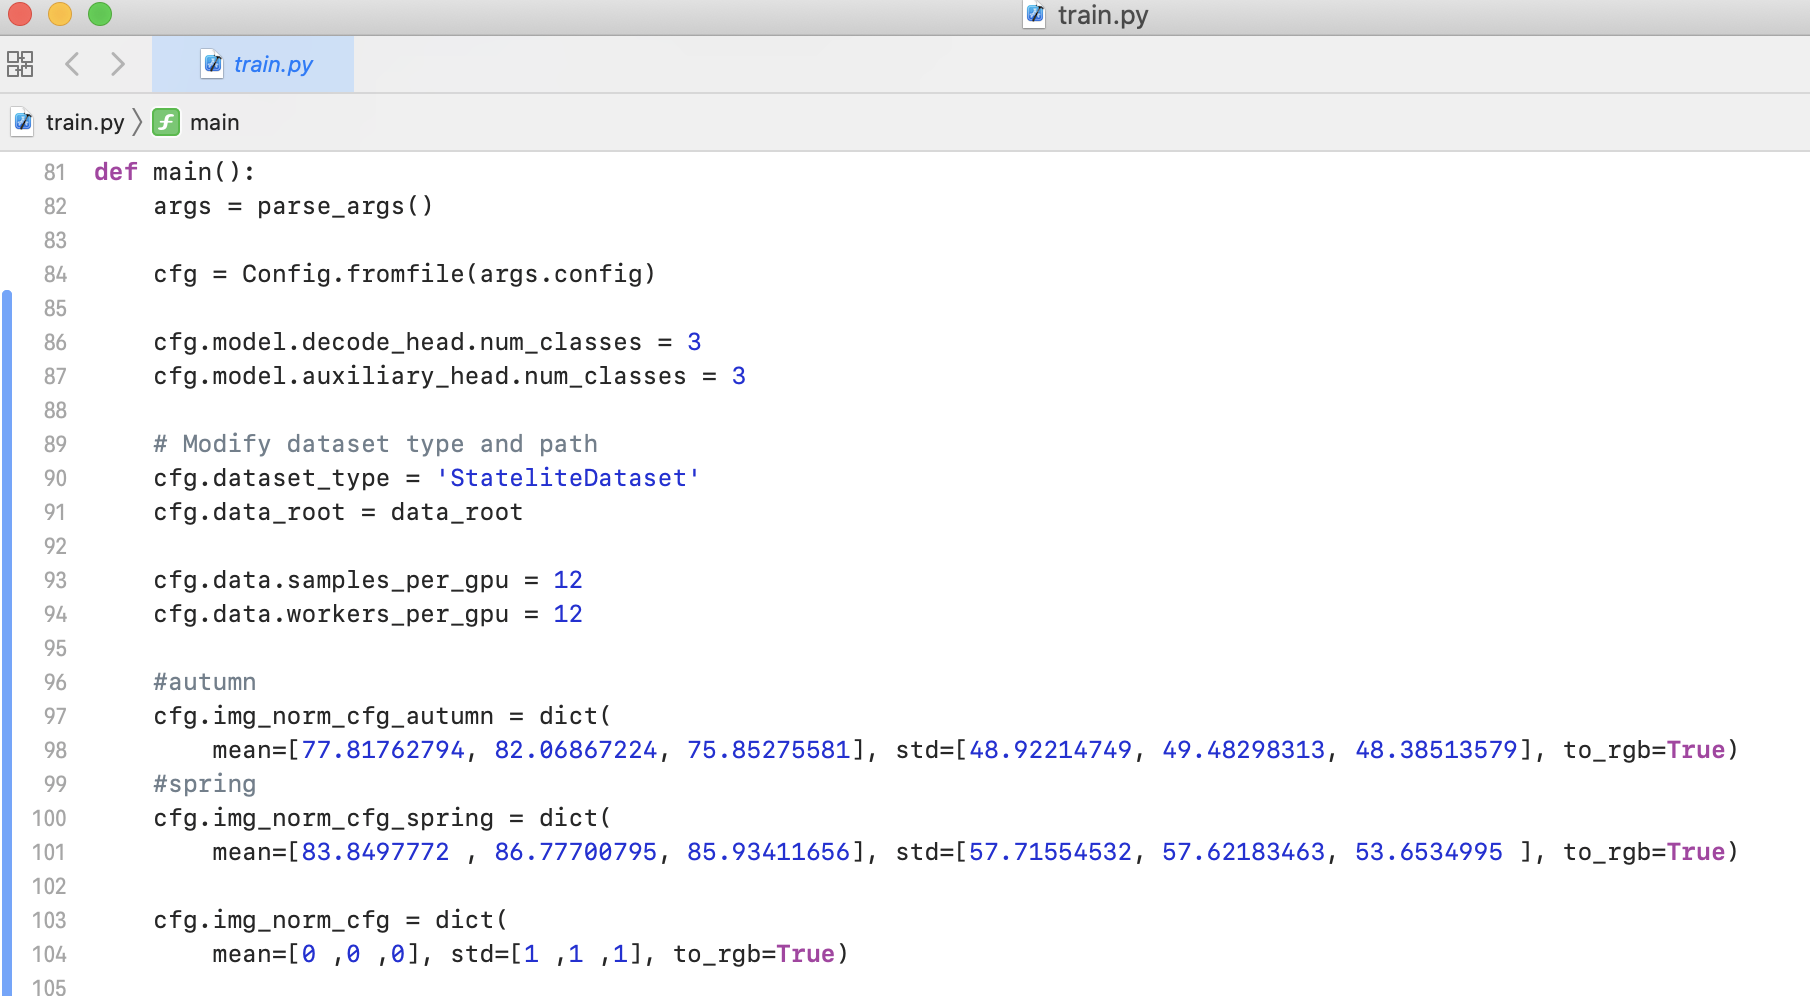 train.py
train.py
train.py main
81 def main():
82 args = parse_args()
83
84 cfg = Config.fromfile(args.config)
85
86 cfg.model.decode_head.num_classes = 3
87 cfg.model.auxiliary_head.num_classes = 3
88
89 # Modify dataset type and path
90 cfg.dataset_type = 'StateliteDataset'
91 cfg.data_root = data_root
92
93 cfg.data.samples_per_gpu = 12
94 cfg.data.workers_per_gpu = 12
95
96 #autumn
97 cfg.img_norm_cfg_autumn = dict(
98 mean=[77.81762794, 82.06867224, 75.85275581], std=[48.92214749, 49.48298313, 48.38513579], to_rgb=True)
99 #spring
100 cfg.img_norm_cfg_spring = dict(
101 mean=[83.8497772 , 86.77700795, 85.93411656], std=[57.71554532, 57.62183463, 53.6534995 ], to_rgb=True)
102
103 cfg.img_norm_cfg = dict(
104 mean=[0 ,0 ,0], std=[1 ,1 ,1], to_rgb=True)
105